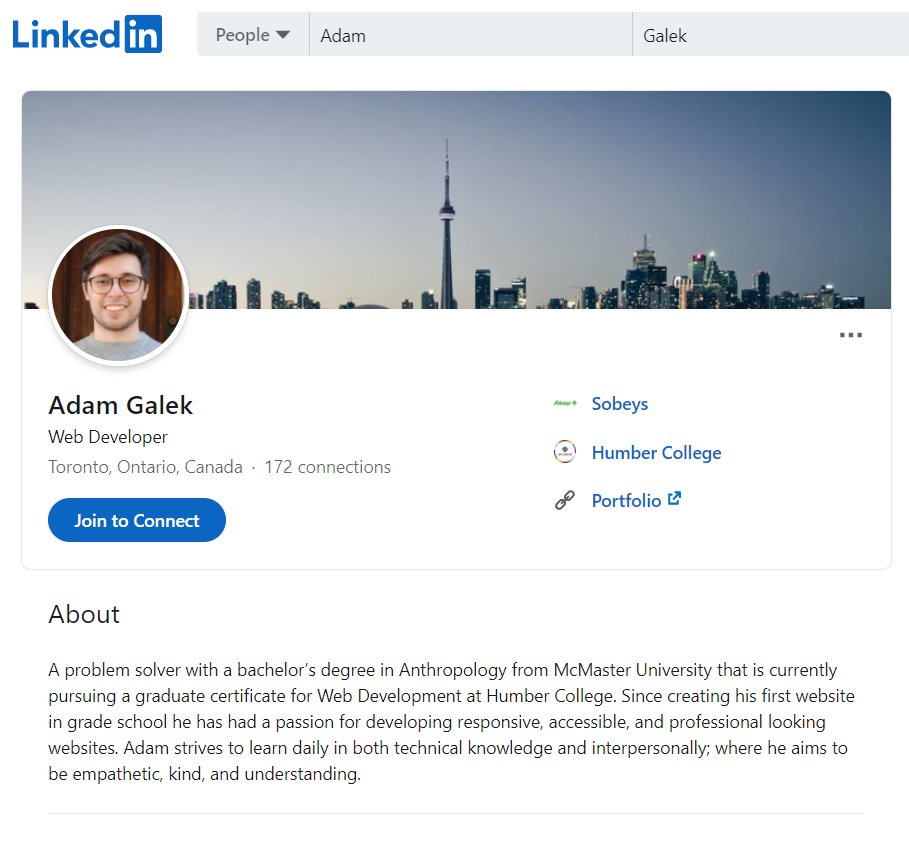 Linked in
People
Adam
Galek
Adam Galek
Web Developer
Toronto, Ontario, Canada · 172 connections
Join to Connect
Sobeys
Humber College
Portfolio
About
A problem solver with a bachelor’s degree in Anthropology from McMaster University that is currently
pursuing a graduate certificate for Web Development at Humber College. Since creating his first website
in grade school he has had a passion for developing responsive, accessible, and professional looking
websites. Adam strives to learn daily in both technical knowledge and interpersonally; where he aims to
be empathetic, kind, and understanding.